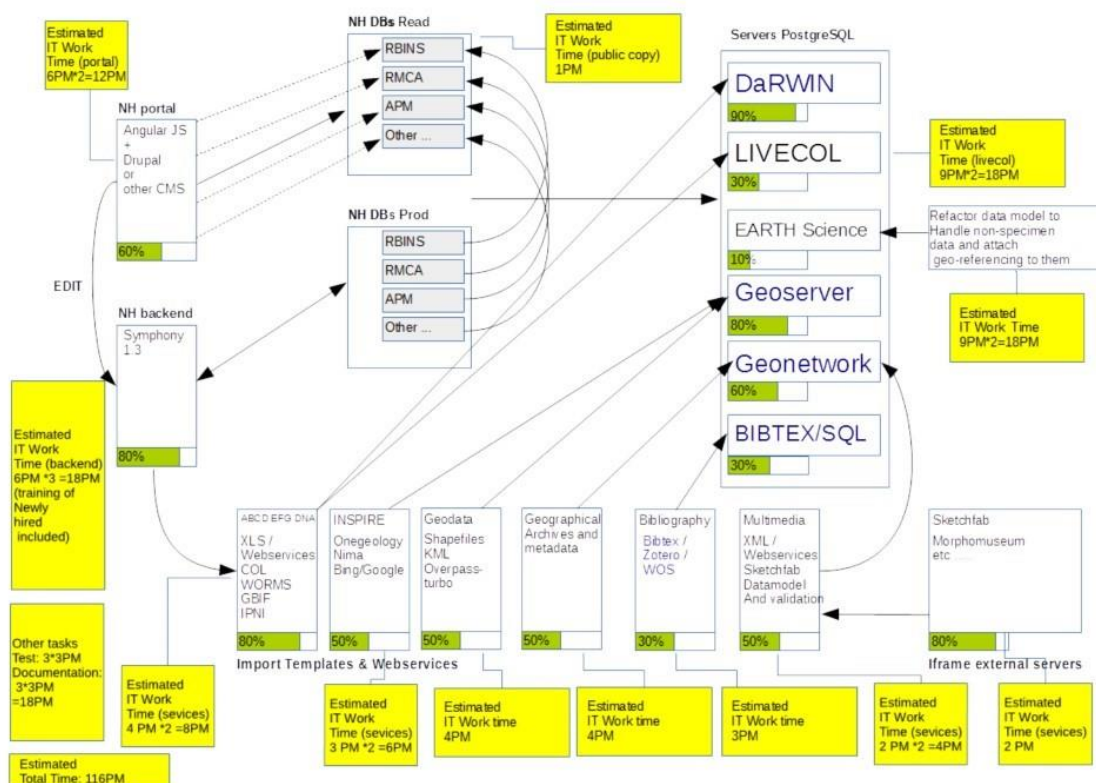 Estimated
IT Work
Time (portal)
6PM*2=12PM
NH portal
Angular JS
+
Drupal
or
other CMS
60%
EDIT
NH backend
Symphony
1.3
80%
NH DBs Read
RBINS
RMCA
APM
Other ...
Estimated
IT Work
Time (public copy)
1PM
NH DBs Prod
RBINS
RMCA
APM
Other ...
Servers PostgreSQL
DaRWIN
90%
LIVECOL
30%
EARTH Science
10%
Geoserver
80%
Geonetwork
60%
BIBTEX/SQL
30%
Estimated
IT Work
Time (livecol)
9PM*2=18PM
Refactor data model to
Handle non-specimen
data and attach
geo-referencing to them
Estimated
IT Work Time
9PM*2=18PM
Estimated
IT Work
Time (backend)
6PM *3 =18PM
(training of
Newly
hired
included)
ABCD EFG DNA
XLS /
Webservices
COL
WORMS
GBIF
IPNI
80%
INSPIRE
Onegeology
Nima
Bing/Google
50%
Geodata
Shapefiles
KML
Overpass-
turbo
50%
Geographical
Archives and
metadata
50%
Bibliography
Bibtex /
Zotero /
WOS
30%
Multimedia
XML /
Webservices
Sketchfab
Datamodel
And validation
50%
Sketchfab
Morphomuseum
etc ......
80%
Import Templates & Webservices
Iframe external servers
Other tasks
Test: 3*3PM
Documentation:
3*3PM
=18PM
Estimated
IT Work
Time (sevices)
4 PM *2 =8PM
Estimated
IT Work
Time (sevices)
3 PM *2 =6PM
Estimated
IT Work time
4PM
Estimated
IT Work time
4PM
Estimated
IT Work time
3PM
Estimated
IT Work
Time (sevices)
2 PM *2 =4PM
Estimated
IT Work
Time (sevices)
2 PM
Estimated
Total Time: 116PM